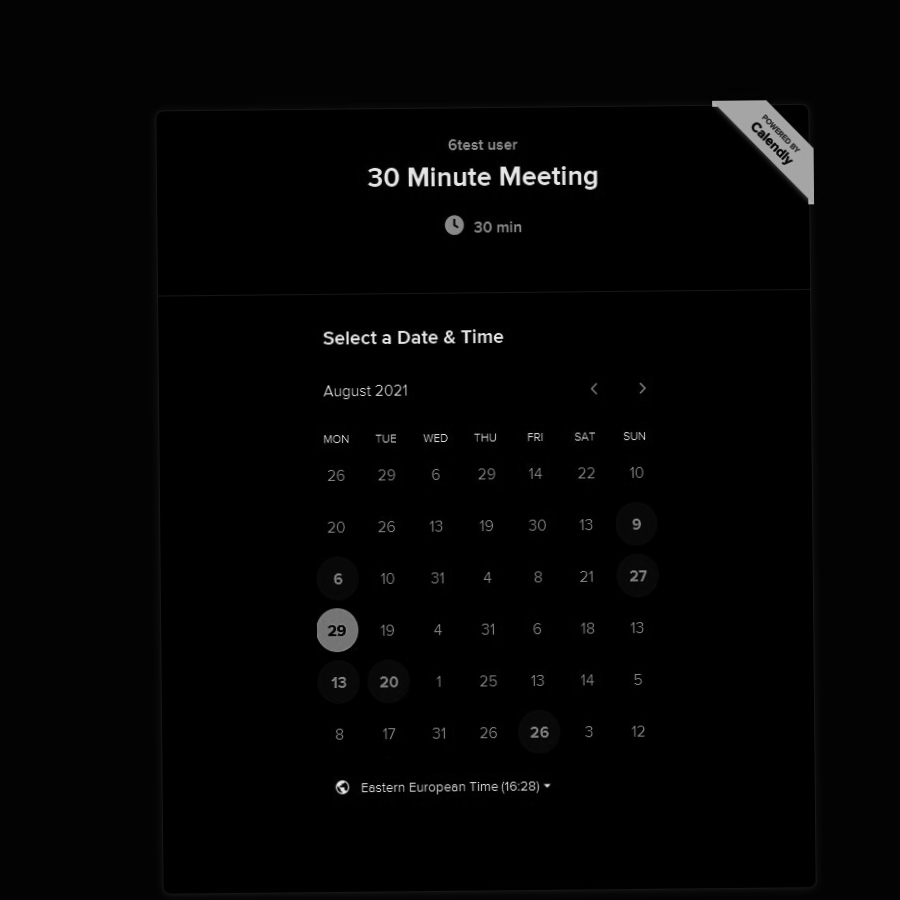 POWERED BY
Calendly
6test user
30 Minute Meeting
30 min
Select a Date & Time
August 2021
MON TUE WED THU FRI SAT SUN
26 29 6 29 14 22 10
20 26 13 19 30 13 9
6 10 31 4 8 21 27
29 19 4 31 6 18 13
13 20 1 25 13 14 5
8 17 31 26 26 3 12
Eastern European Time (16:28)